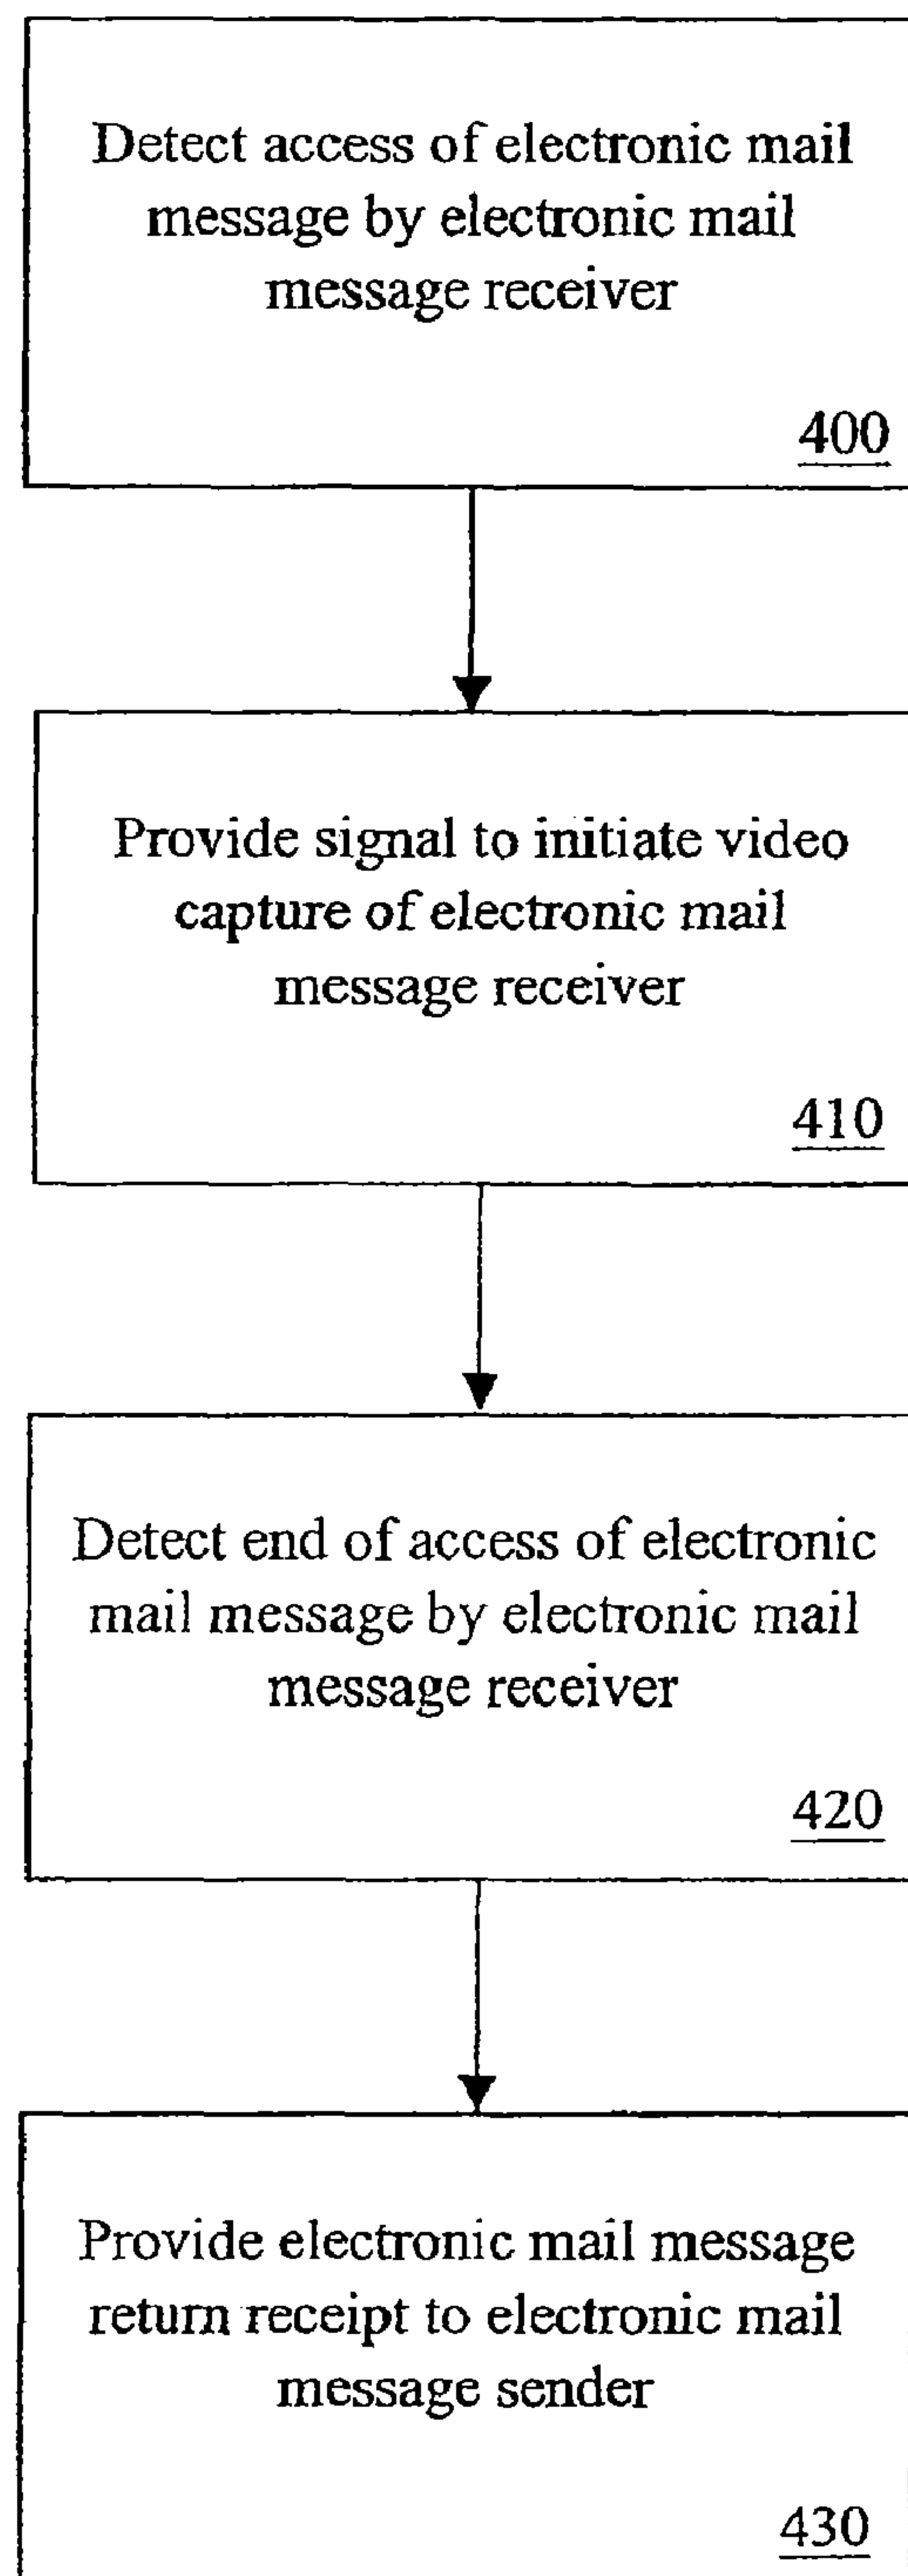 Detect access of electronic mail
message by electronic mail
message receiver
400
Provide signal to initiate video
capture of electronic mail
message receiver
410
Detect end of access of electronic
mail message by electronic mail
message receiver
420
Provide electronic mail message
return receipt to electronic mail
message sender
430